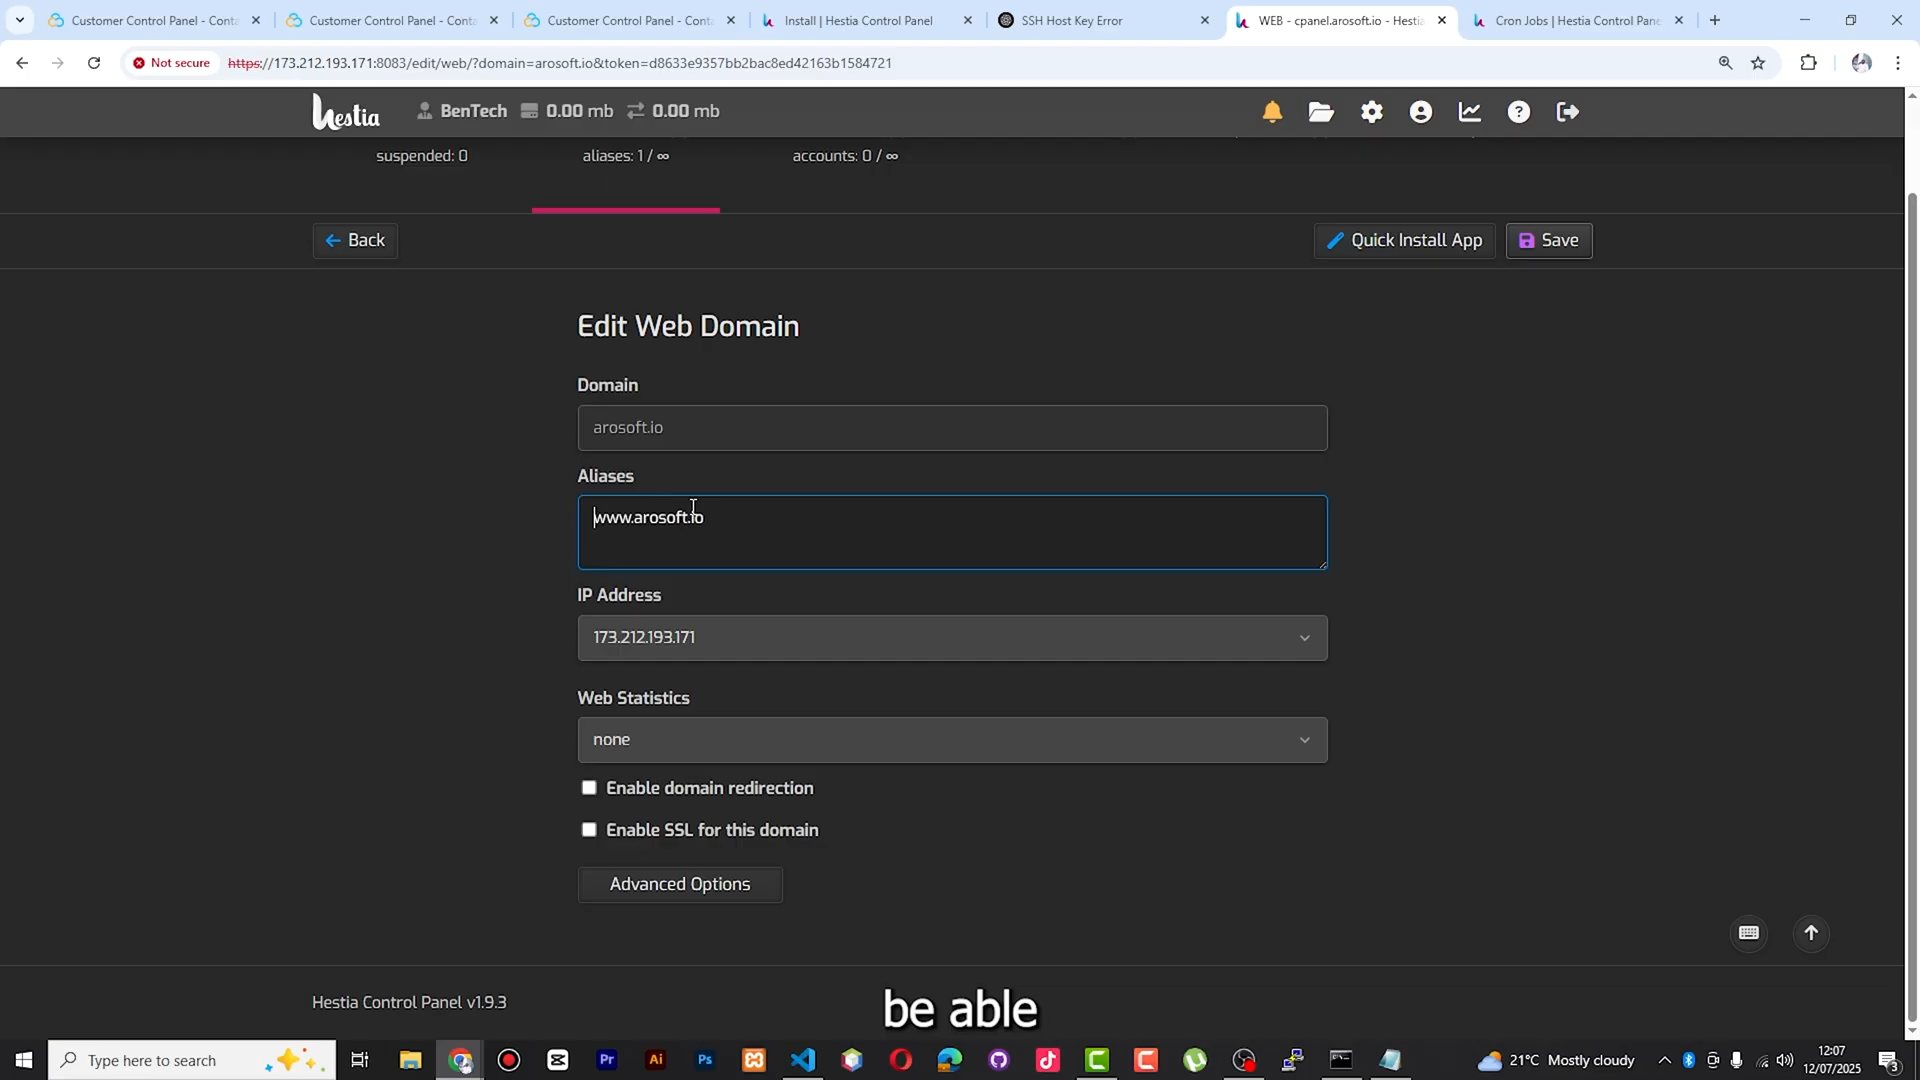 Customer Control Panel - Conta
Customer Control Panel - Conta
Customer Control Panel - Conta
Install | Hestia Control Panel
SSH Host Key Error
WEB - cpanel.arosoft.io - Hestia
Cron Jobs | Hestia Control Pane
Not secure
https://173.212.193.171:8083/edit/web/?domain=arosoft.io&token=d8633e9357bb2bac8ed42163b1584721
Hestia
BenTech
0.00 mb
0.00 mb
suspended: 0
aliases: 1 / ∞
accounts: 0 / ∞
Back
Quick Install App
Save
Edit Web Domain
Domain
arosoft.io
Aliases
www.arosoft.io
IP Address
173.212.193.171
Web Statistics
none
Enable domain redirection
Enable SSL for this domain
Advanced Options
Hestia Control Panel v1.9.3
be able
Type here to search
Pr
Ai
Ps
21°C Mostly cloudy
12:07
12/07/2025
3